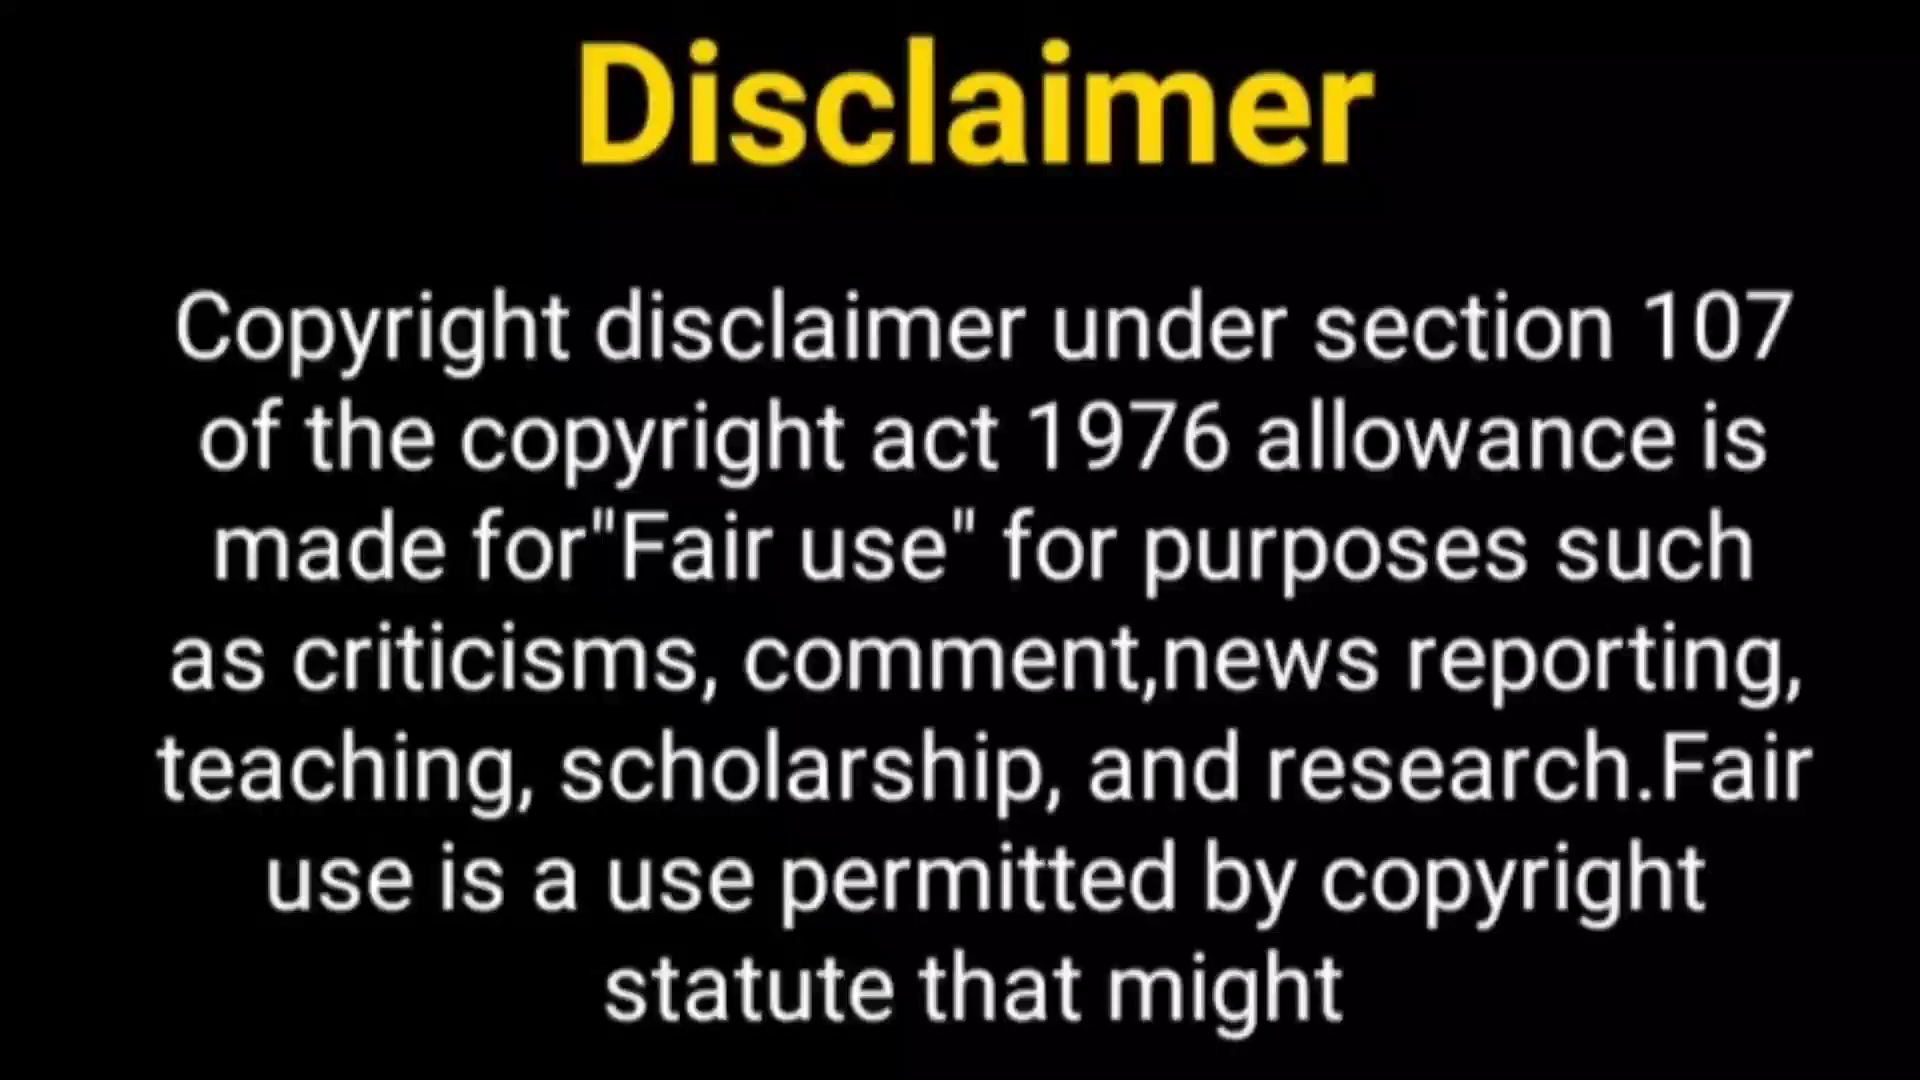 Disclaimer
Copyright disclaimer under section 107
of the copyright act 1976 allowance is
made for"Fair use" for purposes such
as criticisms, comment,news reporting,
teaching, scholarship, and research.Fair
use is a use permitted by copyright
statute that might